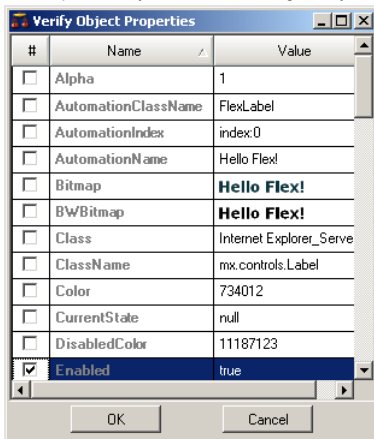 Verify Object Properties
# Name Value
Alpha 1
AutomationClassName FlexLabel
AutomationIndex index:0
AutomationName Hello Flex!
Bitmap Hello Flex!
BWBitmap Hello Flex!
Class Internet Explorer_Serve
ClassName mx.controls.Label
Color 734012
CurrentState null
DisabledColor 11187123
Enabled true
OK Cancel